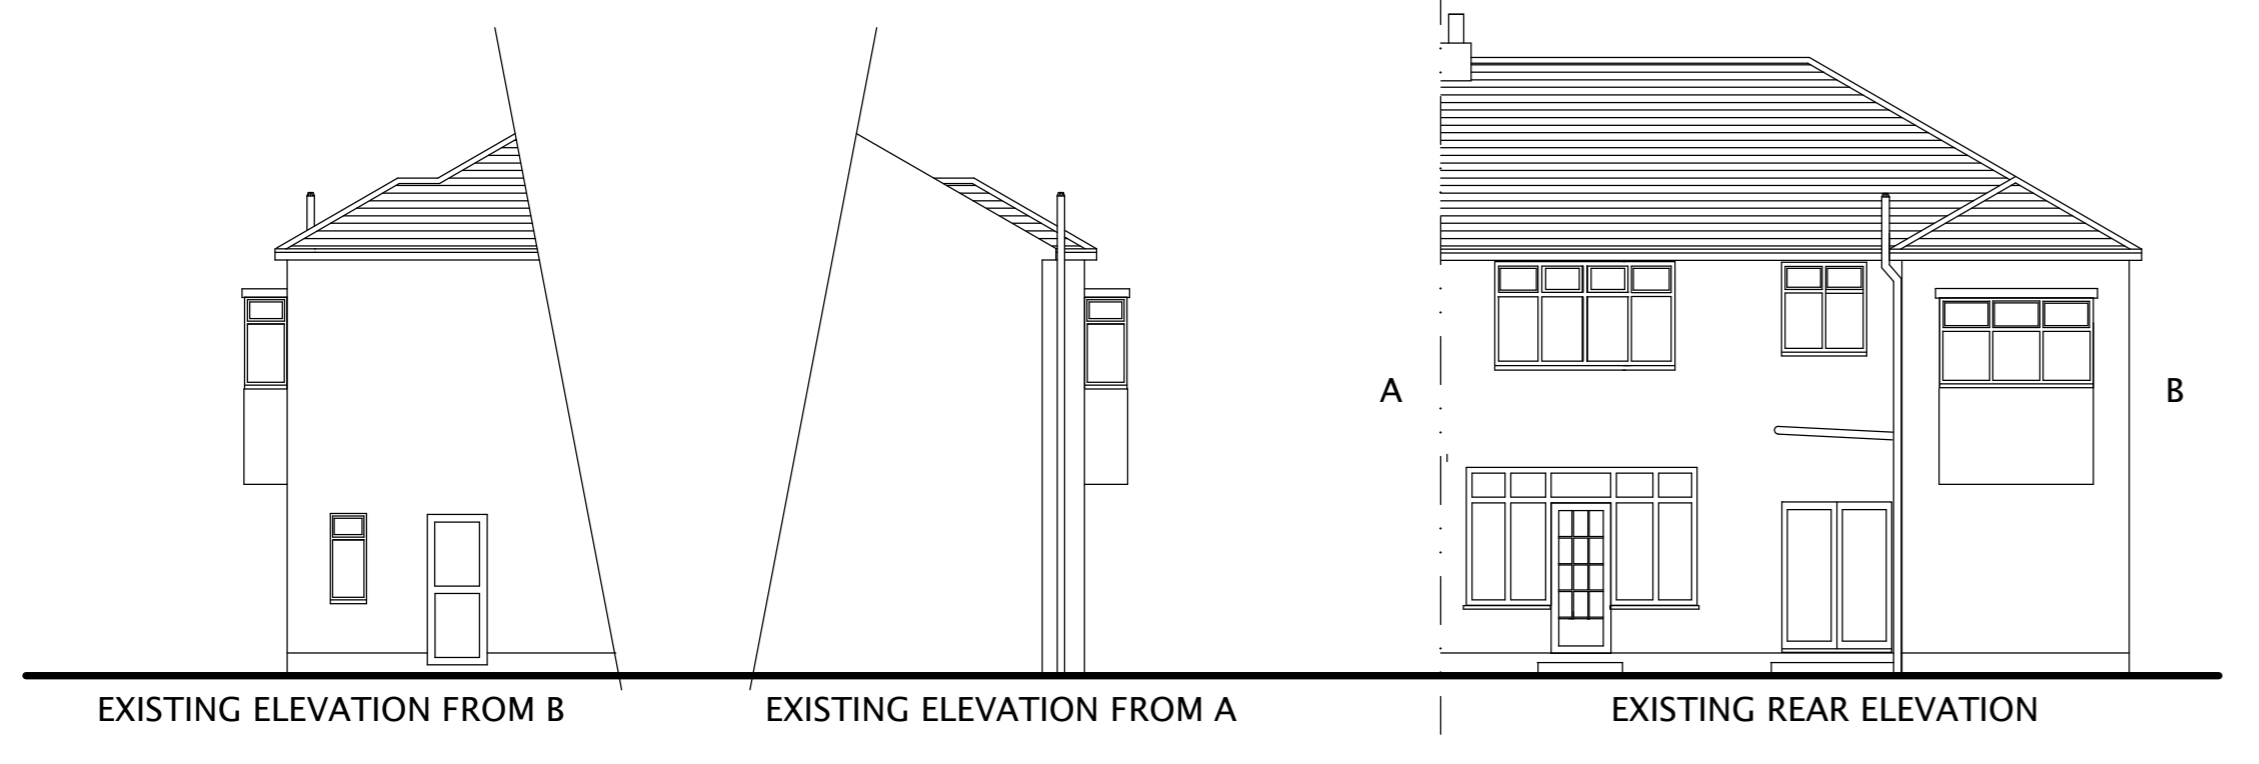 A
B
EXISTING ELEVATION FROM B
EXISTING ELEVATION FROM A
EXISTING REAR ELEVATION